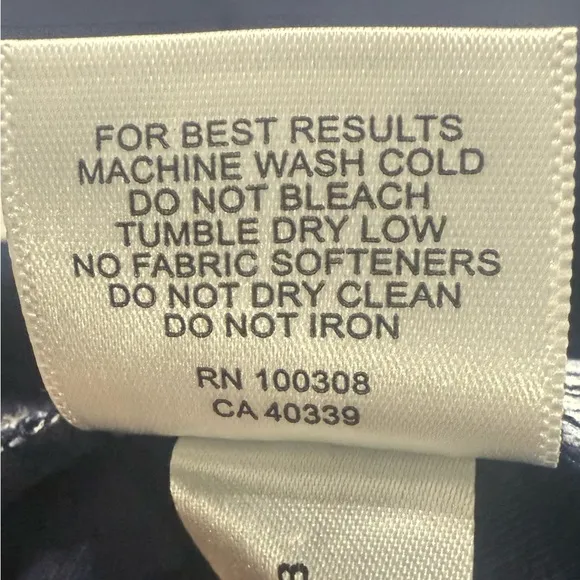 FOR BEST RESULTS
MACHINE WASH COLD
DO NOT BLEACH
TUMBLE DRY LOW
NO FABRIC SOFTENERS
DO NOT DRY CLEAN
DO NOT IRON
RN 100308
CA 40339